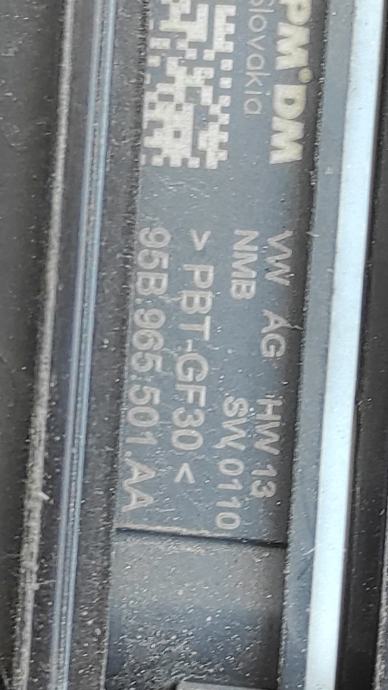 PM DM
Slovakia
VW AG HW 13
NMB SW 0110
> PBT-GF30 <
95B.965.501.AA